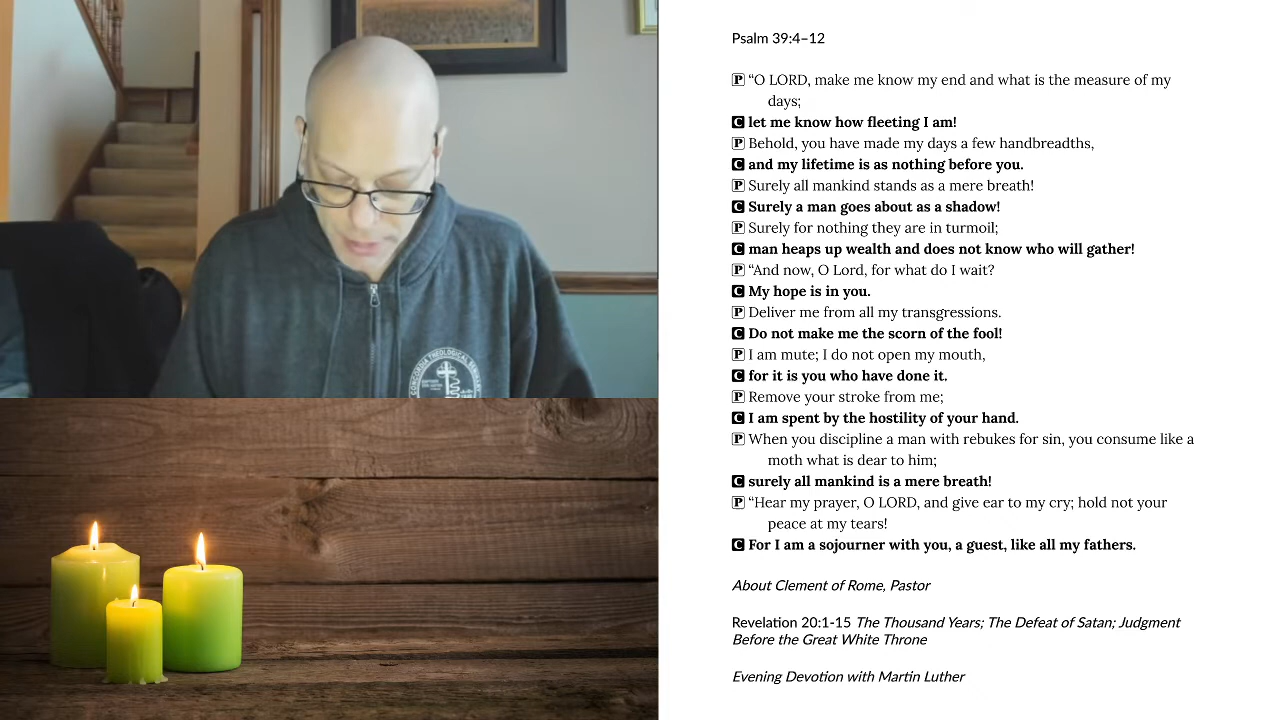 CONCORDIA THEOLOGICAL SEMINARY
Psalm 39:4–12
P “O LORD, make me know my end and what is the measure of my
days;
C let me know how fleeting I am!
P Behold, you have made my days a few handbreadths,
C and my lifetime is as nothing before you.
P Surely all mankind stands as a mere breath!
C Surely a man goes about as a shadow!
P Surely for nothing they are in turmoil;
C man heaps up wealth and does not know who will gather!
P “And now, O Lord, for what do I wait?
C My hope is in you.
P Deliver me from all my transgressions.
C Do not make me the scorn of the fool!
P I am mute; I do not open my mouth,
C for it is you who have done it.
P Remove your stroke from me;
C I am spent by the hostility of your hand.
P When you discipline a man with rebukes for sin, you consume like a
moth what is dear to him;
C surely all mankind is a mere breath!
P “Hear my prayer, O LORD, and give ear to my cry; hold not your
peace at my tears!
C For I am a sojourner with you, a guest, like all my fathers.
About Clement of Rome, Pastor
Revelation 20:1-15 The Thousand Years; The Defeat of Satan; Judgment
Before the Great White Throne
Evening Devotion with Martin Luther